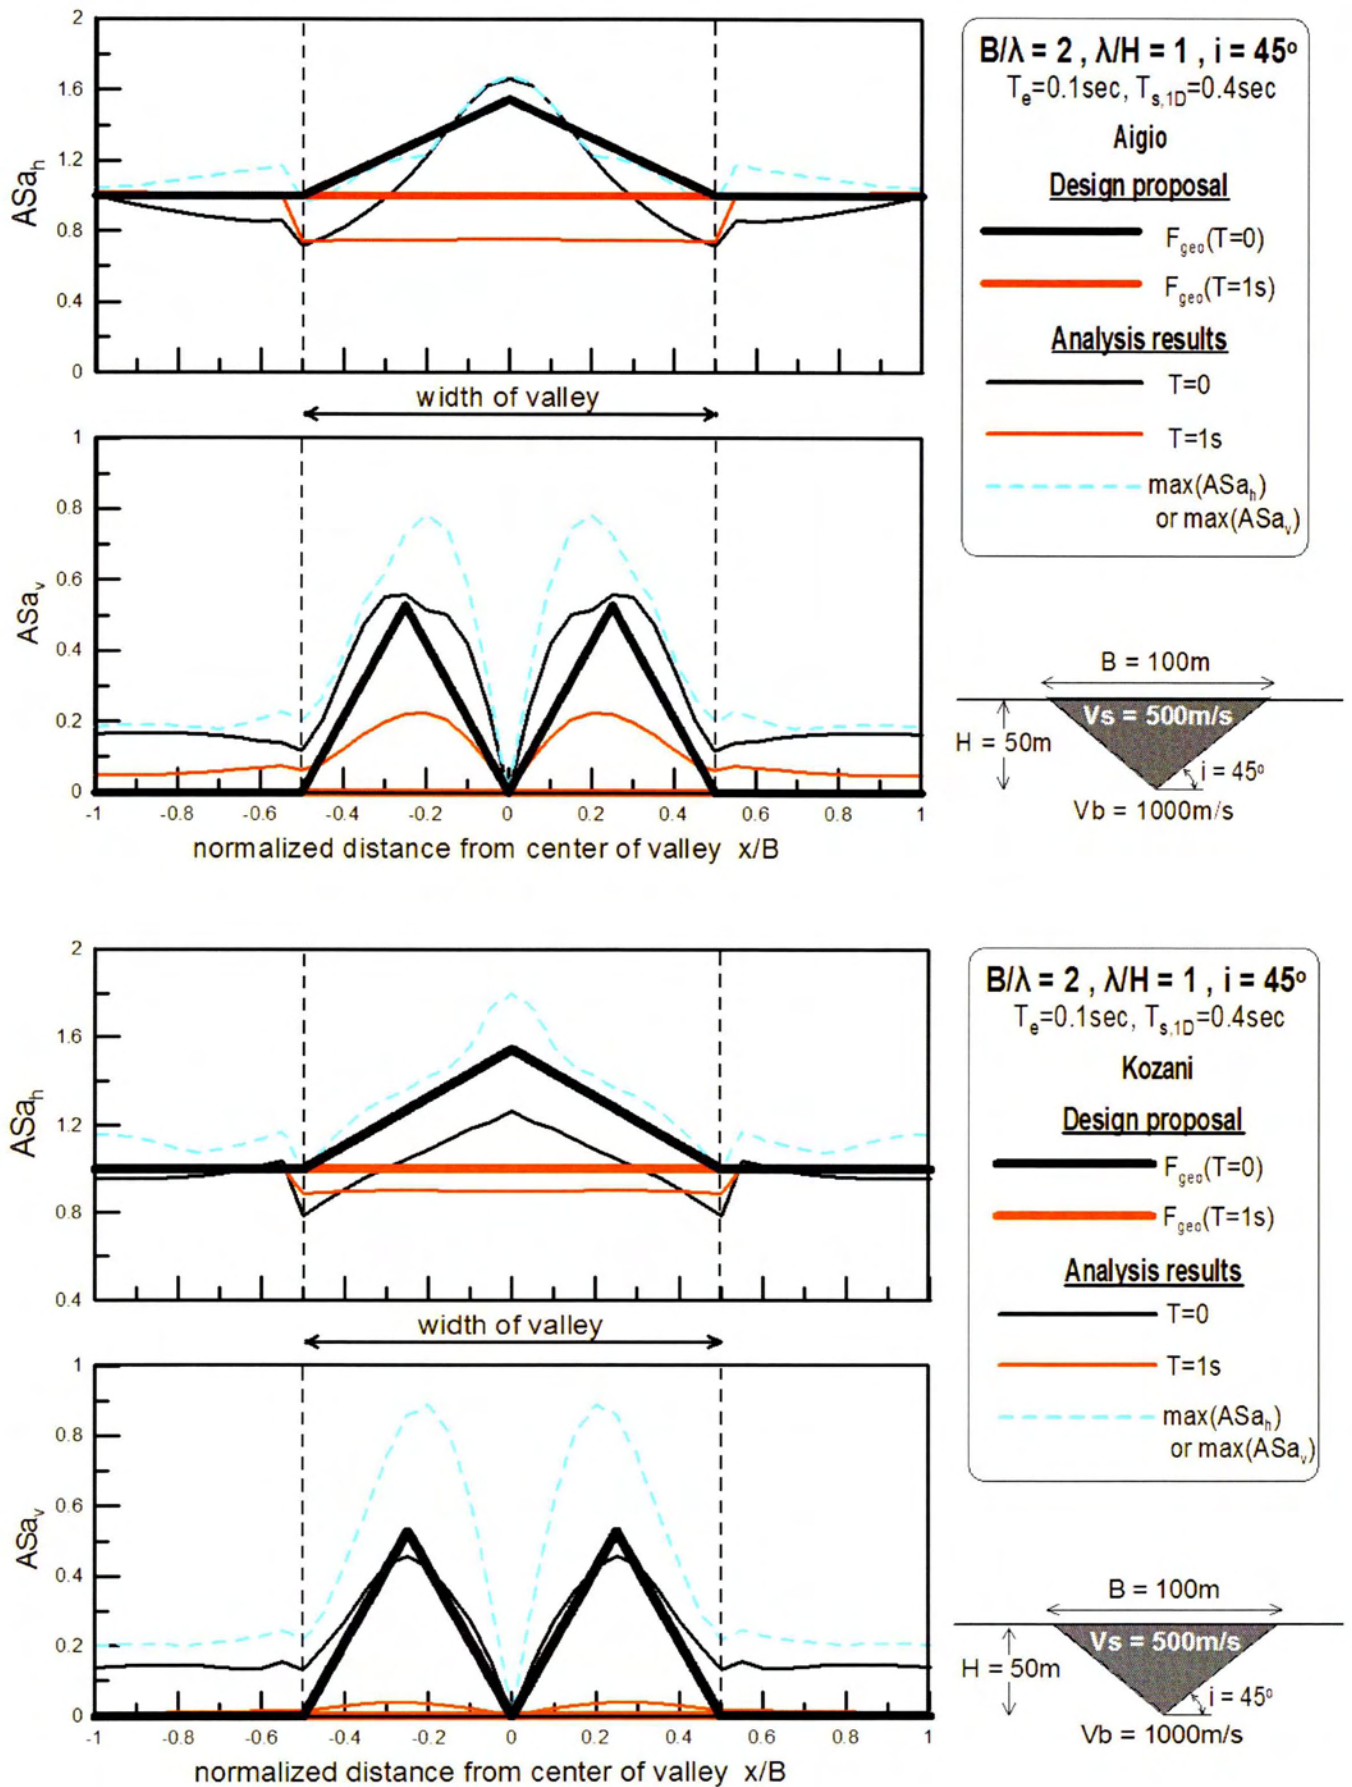 2
1.6
1.2
0.8
0.4
0
ASa_h
width of valley
1
0.8
0.6
0.4
0.2
0
ASa_v
-1 -0.8 -0.6 -0.4 -0.2 0 0.2 0.4 0.6 0.8 1
normalized distance from center of valley x/B
B/λ = 2 , λ/H = 1 , i = 45°
T_e=0.1sec, T_s,1D=0.4sec
Aigio
Design proposal
F_geo(T=0)
F_geo(T=1s)
Analysis results
T=0
T=1s
max(ASa_h)
or max(ASa_v)
B = 100m
Vs = 500m/s
H = 50m
i = 45°
Vb = 1000m/s
2
1.6
1.2
0.8
0.4
ASa_h
width of valley
1
0.8
0.6
0.4
0.2
0
ASa_v
-1 -0.8 -0.6 -0.4 -0.2 0 0.2 0.4 0.6 0.8 1
normalized distance from center of valley x/B
B/λ = 2 , λ/H = 1 , i = 45°
T_e=0.1sec, T_s,1D=0.4sec
Kozani
Design proposal
F_geo(T=0)
F_geo(T=1s)
Analysis results
T=0
T=1s
max(ASa_h)
or max(ASa_v)
B = 100m
Vs = 500m/s
H = 50m
i = 45°
Vb = 1000m/s